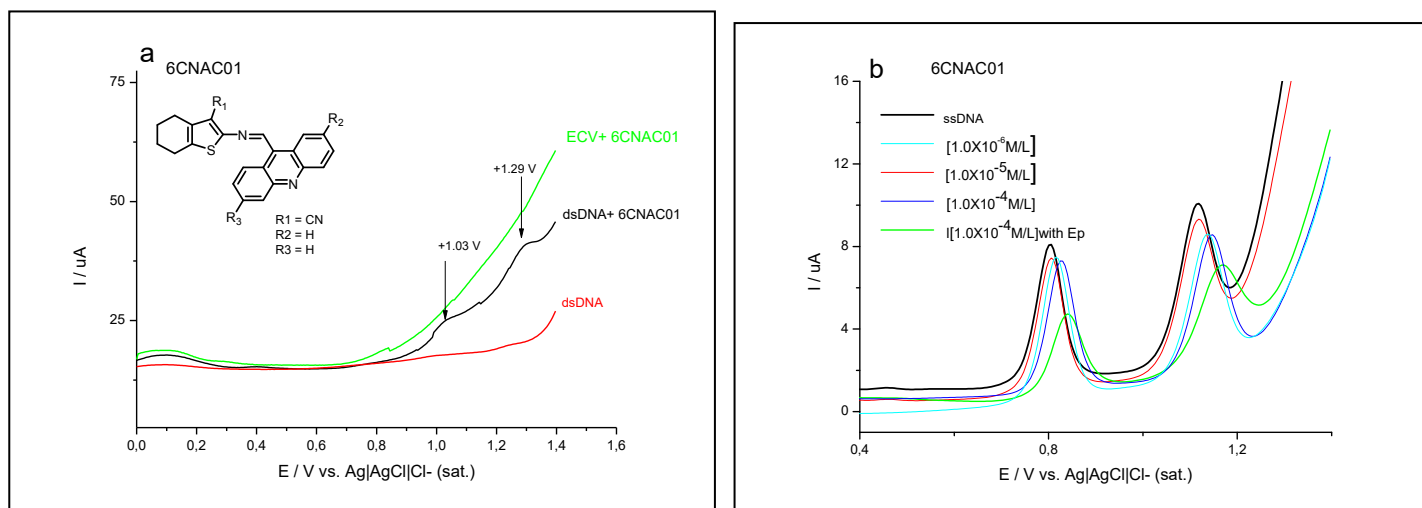 a
6CNAC01
R1
R2
N
S
N
R3
R1 = CN
R2 = H
R3 = H
ECV+ 6CNAC01
+1.29 V
dsDNA+ 6CNAC01
+1.03 V
dsDNA
75
50
25
I / uA
0,0 0,2 0,4 0,6 0,8 1,0 1,2 1,4 1,6
E / V vs. Ag|AgCl|Cl- (sat.)
b
6CNAC01
ssDNA
[1.0X10⁻⁶M/L]
[1.0X10⁻⁵M/L]
[1.0X10⁻⁴M/L]
I[1.0X10⁻⁴M/L]with Ep
16
12
8
4
0
I / uA
0,4 0,8 1,2
E / V vs. Ag|AgCl|Cl- (sat.)